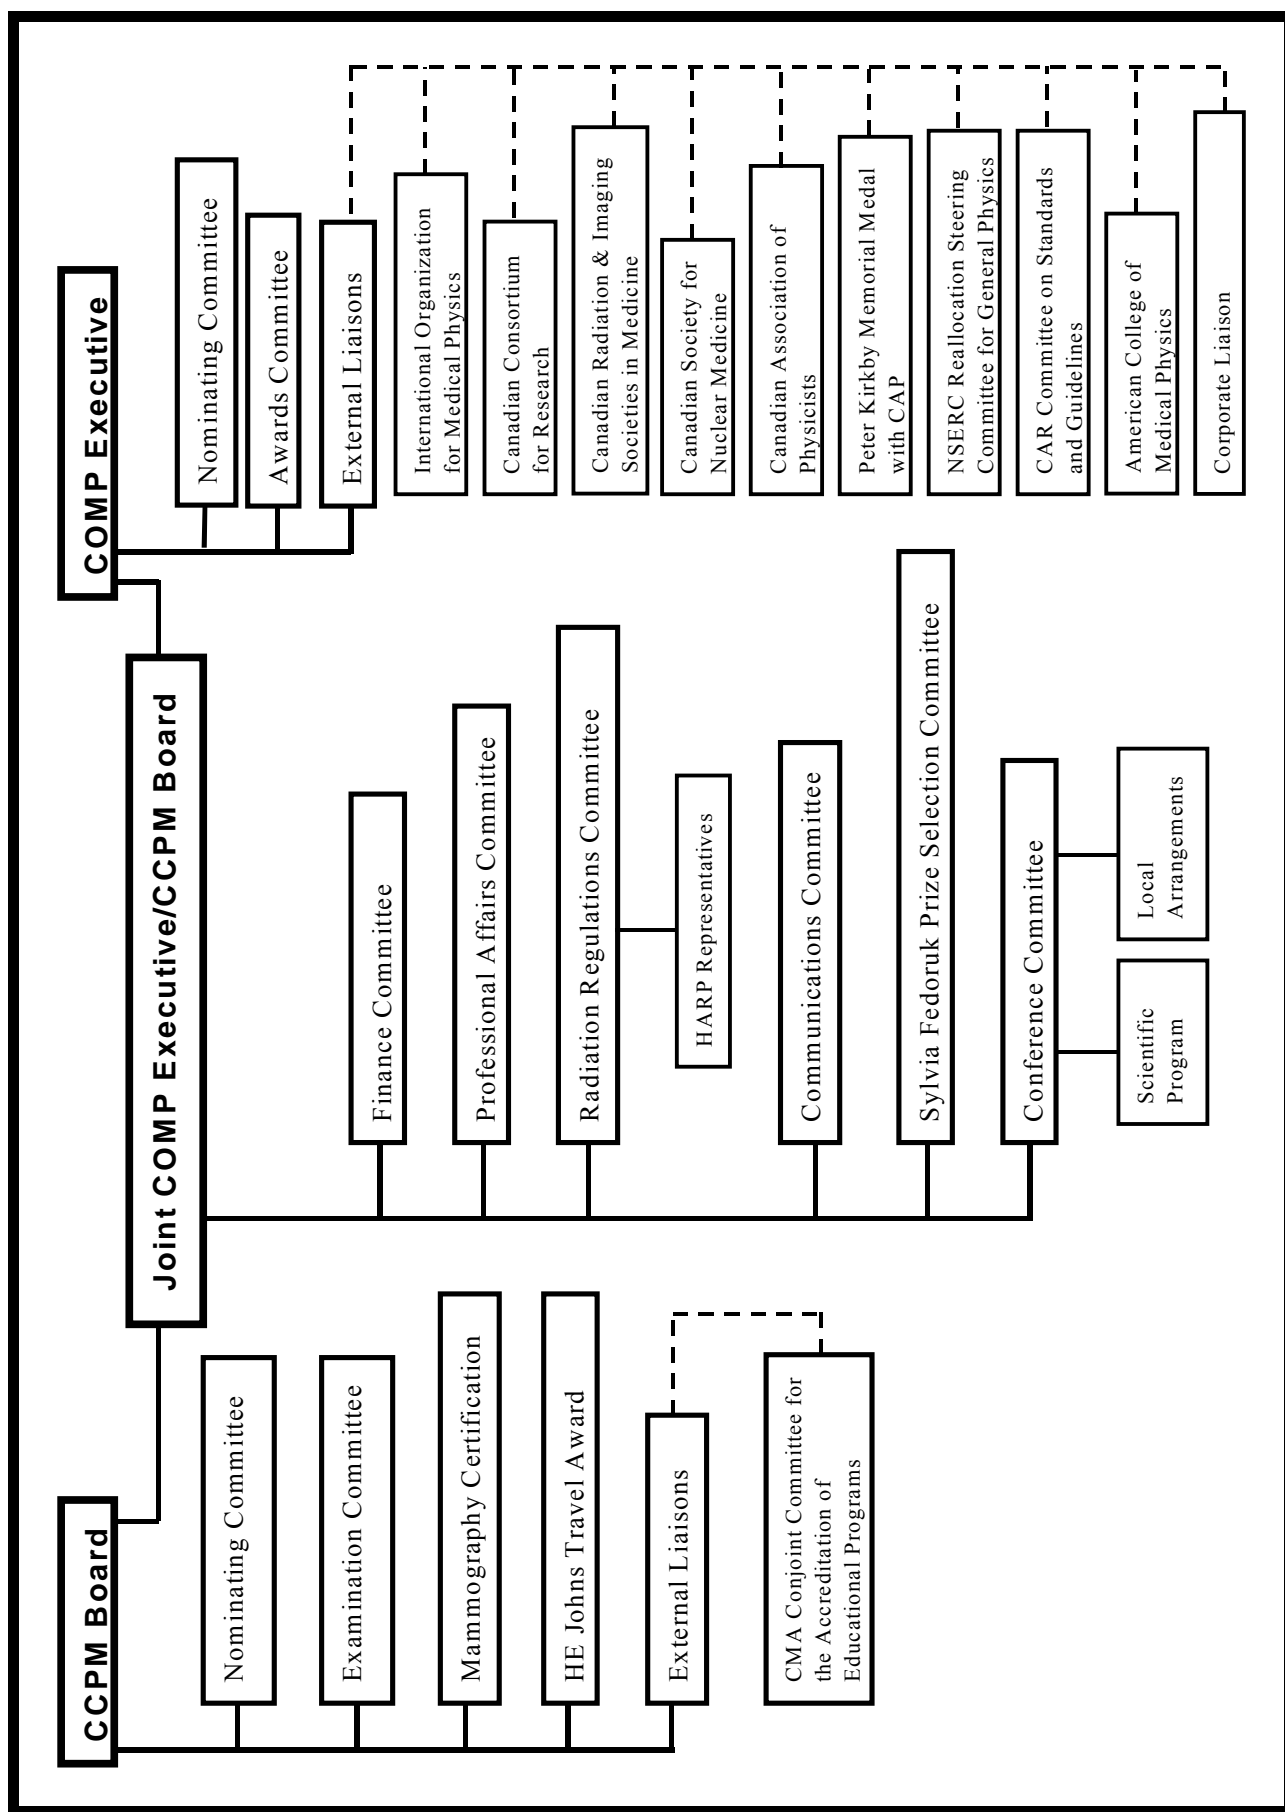 CCPM Board
Joint COMP Executive/CCPM Board
COMP Executive
Nominating Committee
Examination Committee
Mammography Certification
HE Johns Travel Award
External Liaisons
CMA Conjoint Committee for
the Accreditation of
Educational Programs
Finance Committee
Professional Affairs Committee
Radiation Regulations Committee
HARP Representatives
Communications Committee
Sylvia Fedoruk Prize Selection Committee
Conference Committee
Scientific
Program
Local
Arrangements
Nominating Committee
Awards Committee
External Liaisons
International Organization
for Medical Physics
Canadian Consortium
for Research
Canadian Radiation & Imaging
Societies in Medicine
Canadian Society for
Nuclear Medicine
Canadian Association of
Physicists
Peter Kirkby Memorial Medal
with CAP
NSERC Reallocation Steering
Committee for General Physics
CAR Committee on Standards
and Guidelines
American College of
Medical Physics
Corporate Liaison